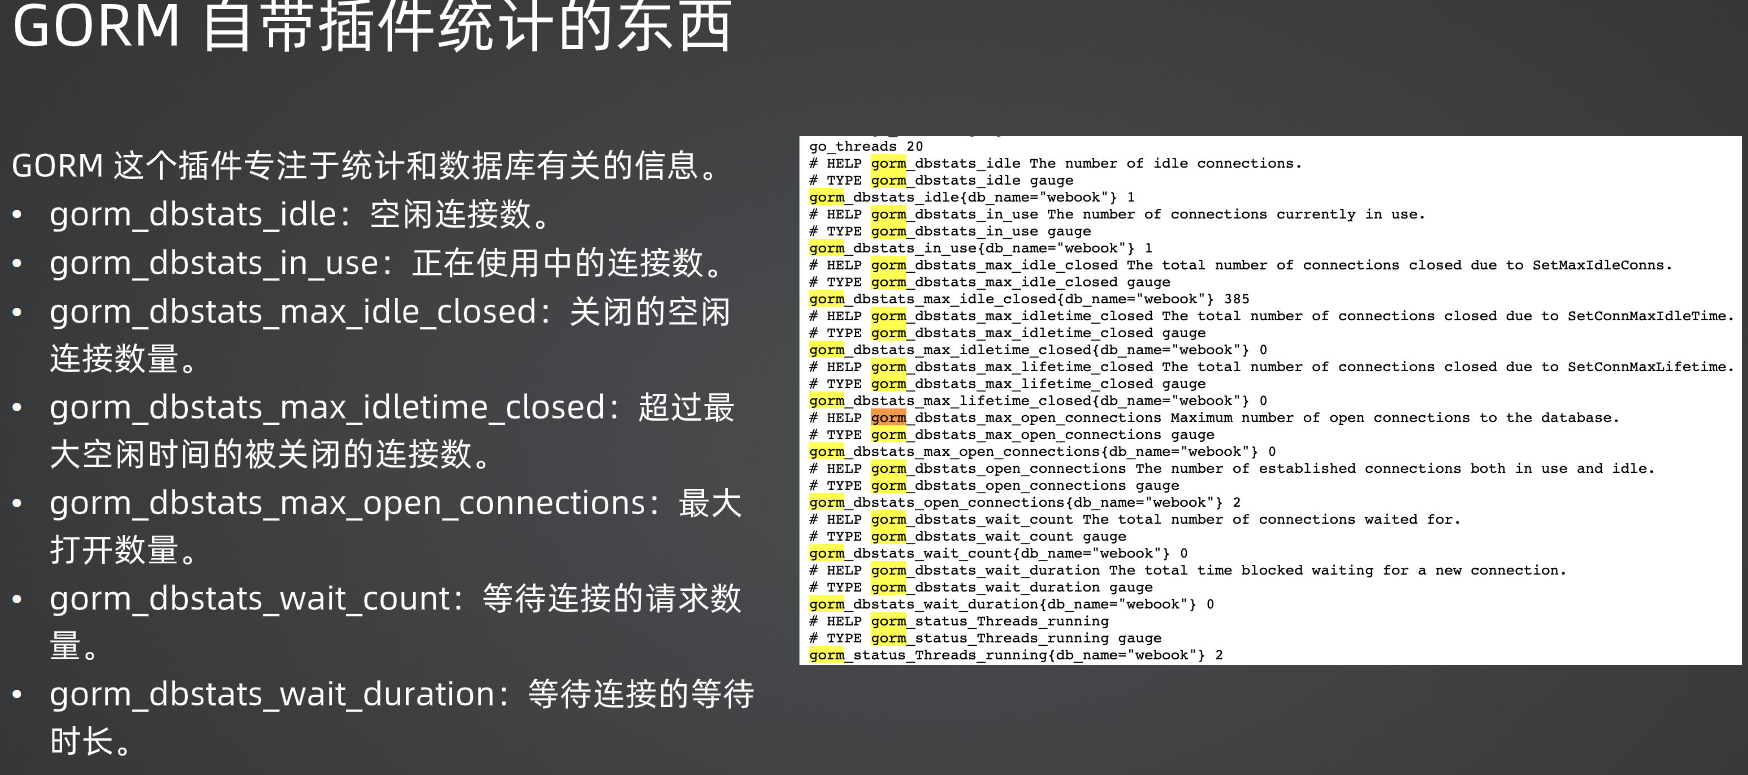 GORM 自带插件统计的东西
GORM 这个插件专注于统计和数据库有关的信息。
• gorm_dbstats_idle：空闲连接数。
• gorm_dbstats_in_use：正在使用中的连接数。
• gorm_dbstats_max_idle_closed：关闭的空闲
连接数量。
• gorm_dbstats_max_idletime_closed：超过最
大空闲时间的被关闭的连接数。
• gorm_dbstats_max_open_connections：最大
打开数量。
• gorm_dbstats_wait_count：等待连接的请求数
量。
• gorm_dbstats_wait_duration：等待连接的等待
时长。
go_threads 20
# HELP gorm_dbstats_idle The number of idle connections.
# TYPE gorm_dbstats_idle gauge
gorm_dbstats_idle{db_name="webook"} 1
# HELP gorm_dbstats_in_use The number of connections currently in use.
# TYPE gorm_dbstats_in_use gauge
gorm_dbstats_in_use{db_name="webook"} 1
# HELP gorm_dbstats_max_idle_closed The total number of connections closed due to SetMaxIdleConns.
# TYPE gorm_dbstats_max_idle_closed gauge
gorm_dbstats_max_idle_closed{db_name="webook"} 385
# HELP gorm_dbstats_max_idletime_closed The total number of connections closed due to SetConnMaxIdleTime.
# TYPE gorm_dbstats_max_idletime_closed gauge
gorm_dbstats_max_idletime_closed{db_name="webook"} 0
# HELP gorm_dbstats_max_lifetime_closed The total number of connections closed due to SetConnMaxLifetime.
# TYPE gorm_dbstats_max_lifetime_closed gauge
gorm_dbstats_max_lifetime_closed{db_name="webook"} 0
# HELP gorm_dbstats_max_open_connections Maximum number of open connections to the database.
# TYPE gorm_dbstats_max_open_connections gauge
gorm_dbstats_max_open_connections{db_name="webook"} 0
# HELP gorm_dbstats_open_connections The number of established connections both in use and idle.
# TYPE gorm_dbstats_open_connections gauge
gorm_dbstats_open_connections{db_name="webook"} 2
# HELP gorm_dbstats_wait_count The total number of connections waited for.
# TYPE gorm_dbstats_wait_count gauge
gorm_dbstats_wait_count{db_name="webook"} 0
# HELP gorm_dbstats_wait_duration The total time blocked waiting for a new connection.
# TYPE gorm_dbstats_wait_duration gauge
gorm_dbstats_wait_duration{db_name="webook"} 0
# HELP gorm_status_Threads_running
# TYPE gorm_status_Threads_running gauge
gorm_status_Threads_running{db_name="webook"} 2